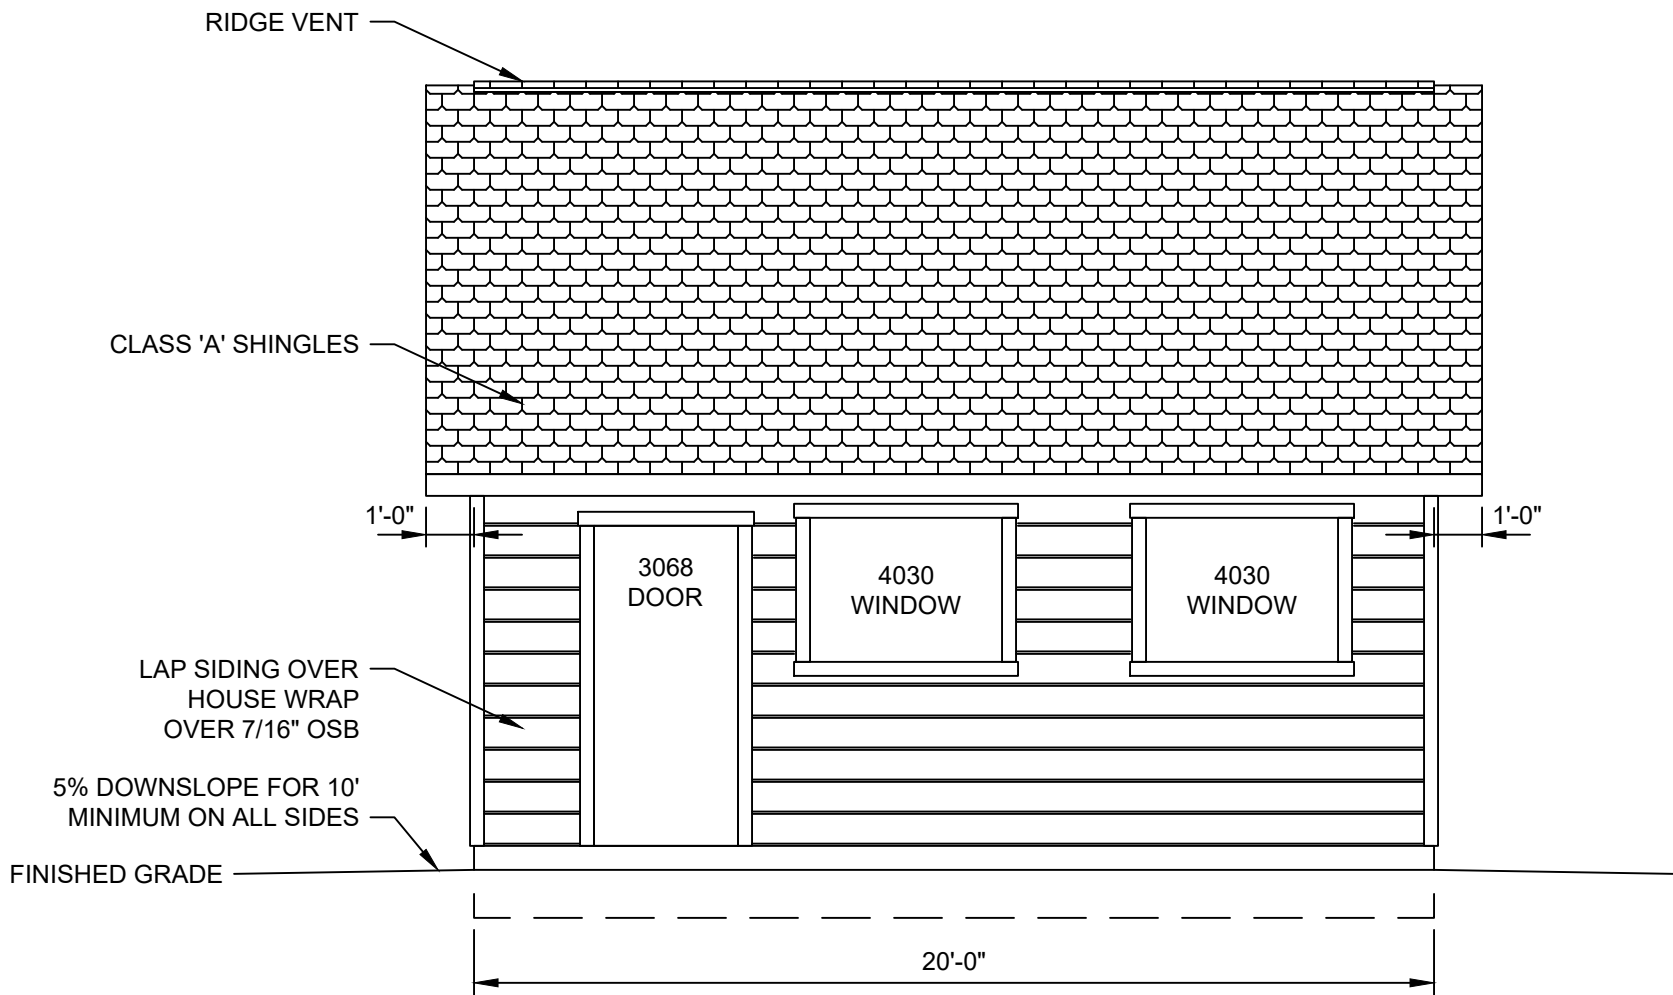 RIDGE VENT
CLASS 'A' SHINGLES
1'-0"
1'-0"
3068
DOOR
4030
WINDOW
4030
WINDOW
LAP SIDING OVER
HOUSE WRAP
OVER 7/16" OSB
5% DOWNSLOPE FOR 10'
MINIMUM ON ALL SIDES
FINISHED GRADE
20'-0"